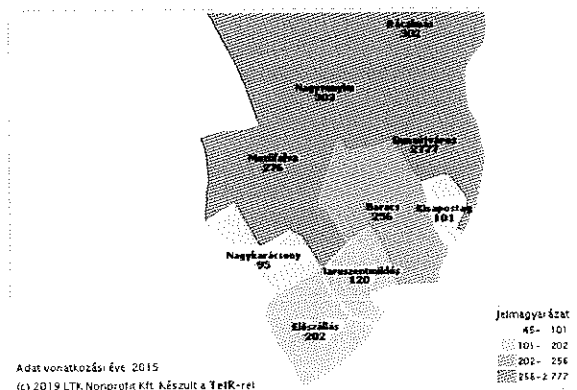 Rácalmás
302
Nagyvenyim
303
Dunaújváros
2777
Mezőfalva
276
Baracs
256
Kisapostag
101
Nagykarácsony
95
Daruszentmiklós
120
Előszállás
202
Jelmagyarázat
45 - 101
101 - 202
202 - 256
256 - 2 777
Adat vonatkozási éve: 2015
(c) 2019 LTK Nonprofit Kft. Készült a TeIR-rel